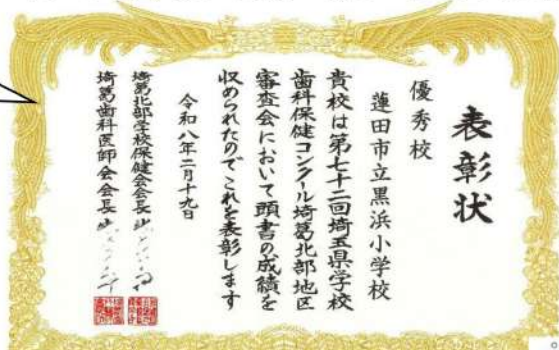 表彰状
優秀校
蓮田市立黒浜小学校
貴校は第七十二回埼玉県学校
歯科保健コンクール埼葛北部地区
審査会において頭書の成績を
収められたのでこれを表彰します
令和八年二月十九日
埼葛北部学校保健会会長
埼葛歯科医師会会長